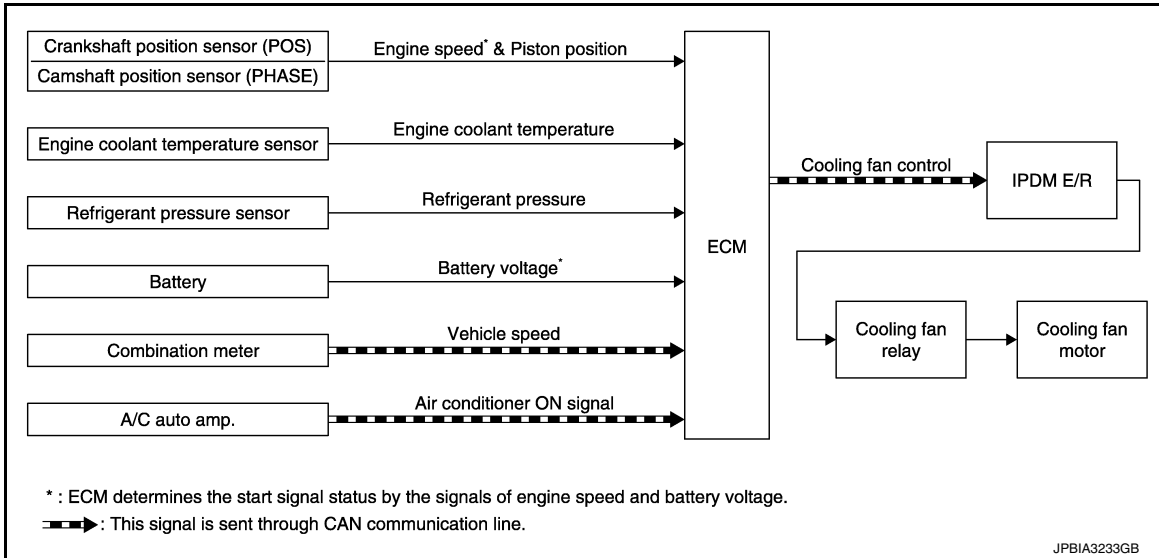 Crankshaft position sensor (POS)
Camshaft position sensor (PHASE)
Engine speed* & Piston position
Engine coolant temperature sensor
Engine coolant temperature
Refrigerant pressure sensor
Refrigerant pressure
Battery
Battery voltage*
Combination meter
Vehicle speed
A/C auto amp.
Air conditioner ON signal
ECM
Cooling fan control
IPDM E/R
Cooling fan
relay
Cooling fan
motor
* : ECM determines the start signal status by the signals of engine speed and battery voltage.
: This signal is sent through CAN communication line.
JPBIA3233GB